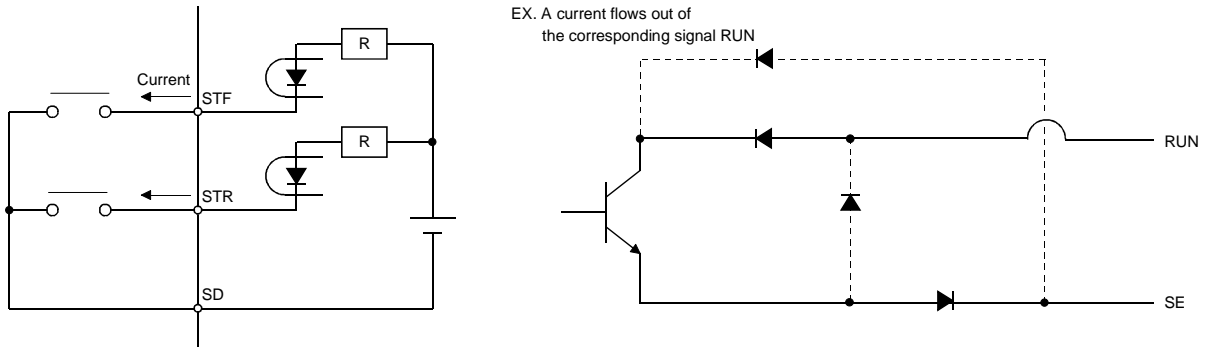 EX. A current flows out of
the corresponding signal RUN
R
Current
STF
R
RUN
STR
SD
SE